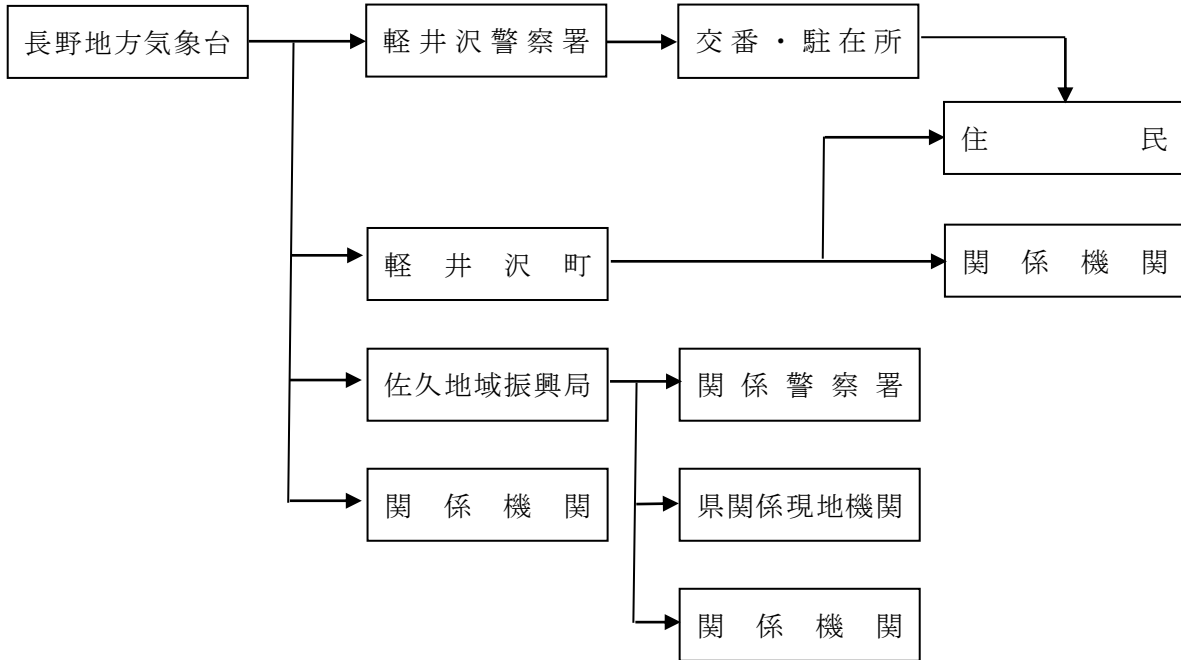 長野地方気象台
軽井沢警察署
交番・駐在所
住民
軽井沢町
関係機関
佐久地域振興局
関係警察署
関係機関
県関係現地機関
関係機関